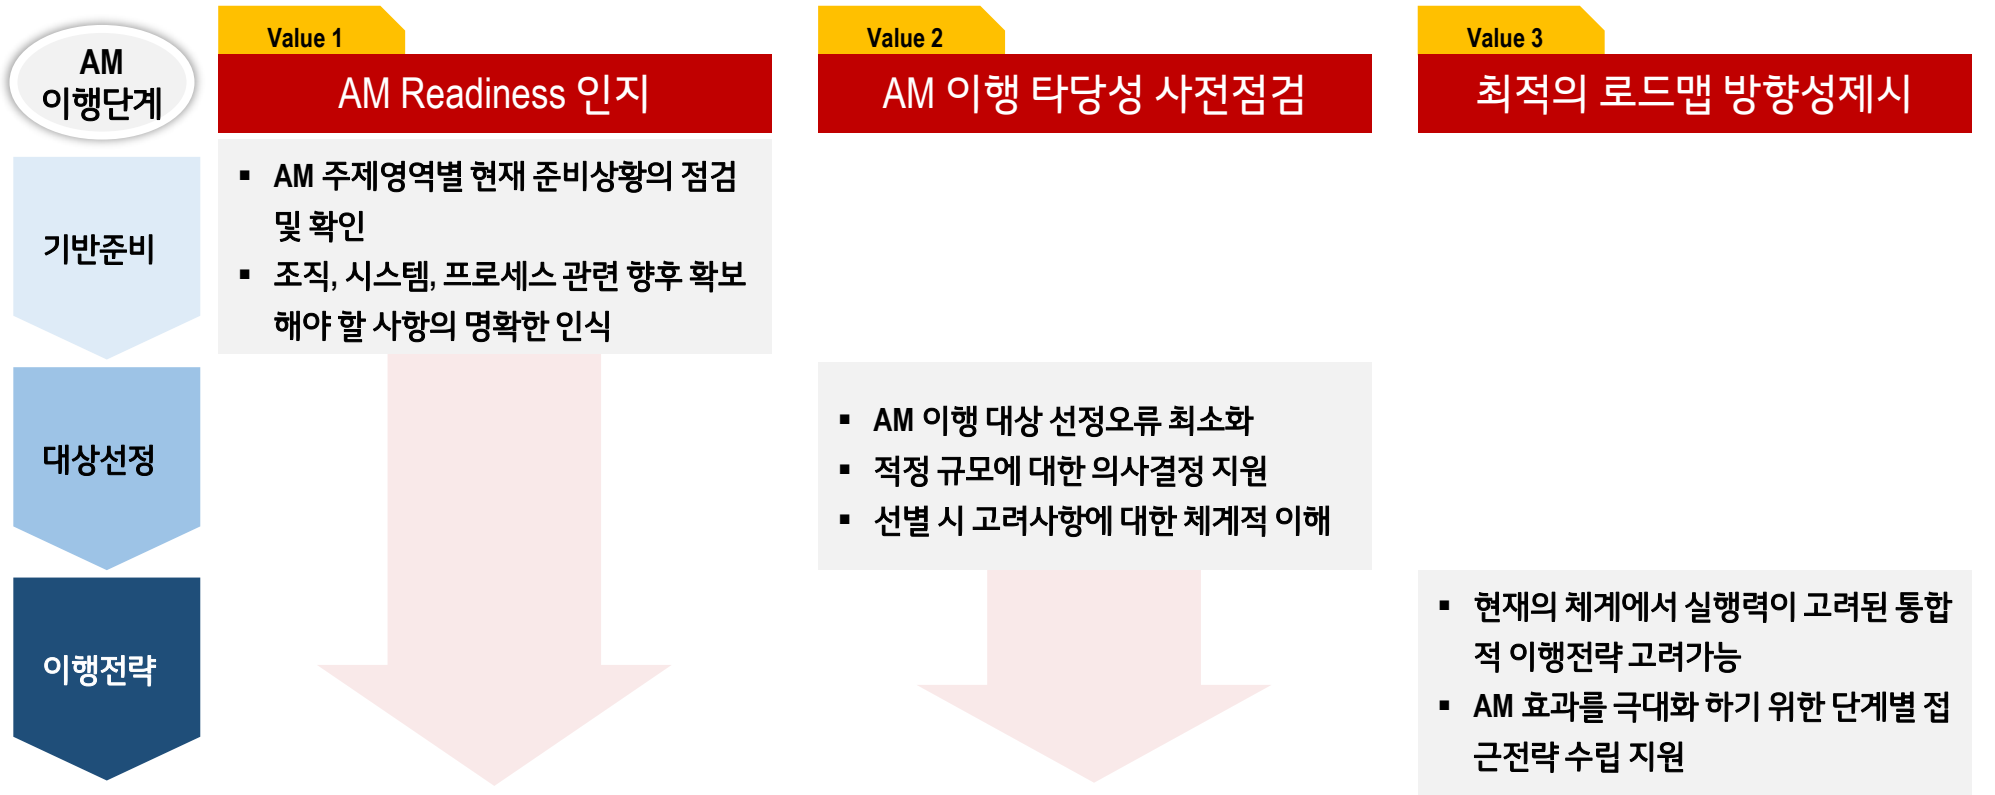 AM
이행단계
Value 1
AM Readiness 인지
Value 2
AM 이행 타당성 사전점검
Value 3
최적의 로드맵 방향성제시
기반준비
▪ AM 주제영역별 현재 준비상황의 점검
및 확인
▪ 조직, 시스템, 프로세스 관련 향후 확보
해야 할 사항의 명확한 인식
대상선정
▪ AM 이행 대상 선정오류 최소화
▪ 적정 규모에 대한 의사결정 지원
▪ 선별 시 고려사항에 대한 체계적 이해
이행전략
▪ 현재의 체계에서 실행력이 고려된 통합
적 이행전략 고려가능
▪ AM 효과를 극대화 하기 위한 단계별 접
근전략 수립 지원